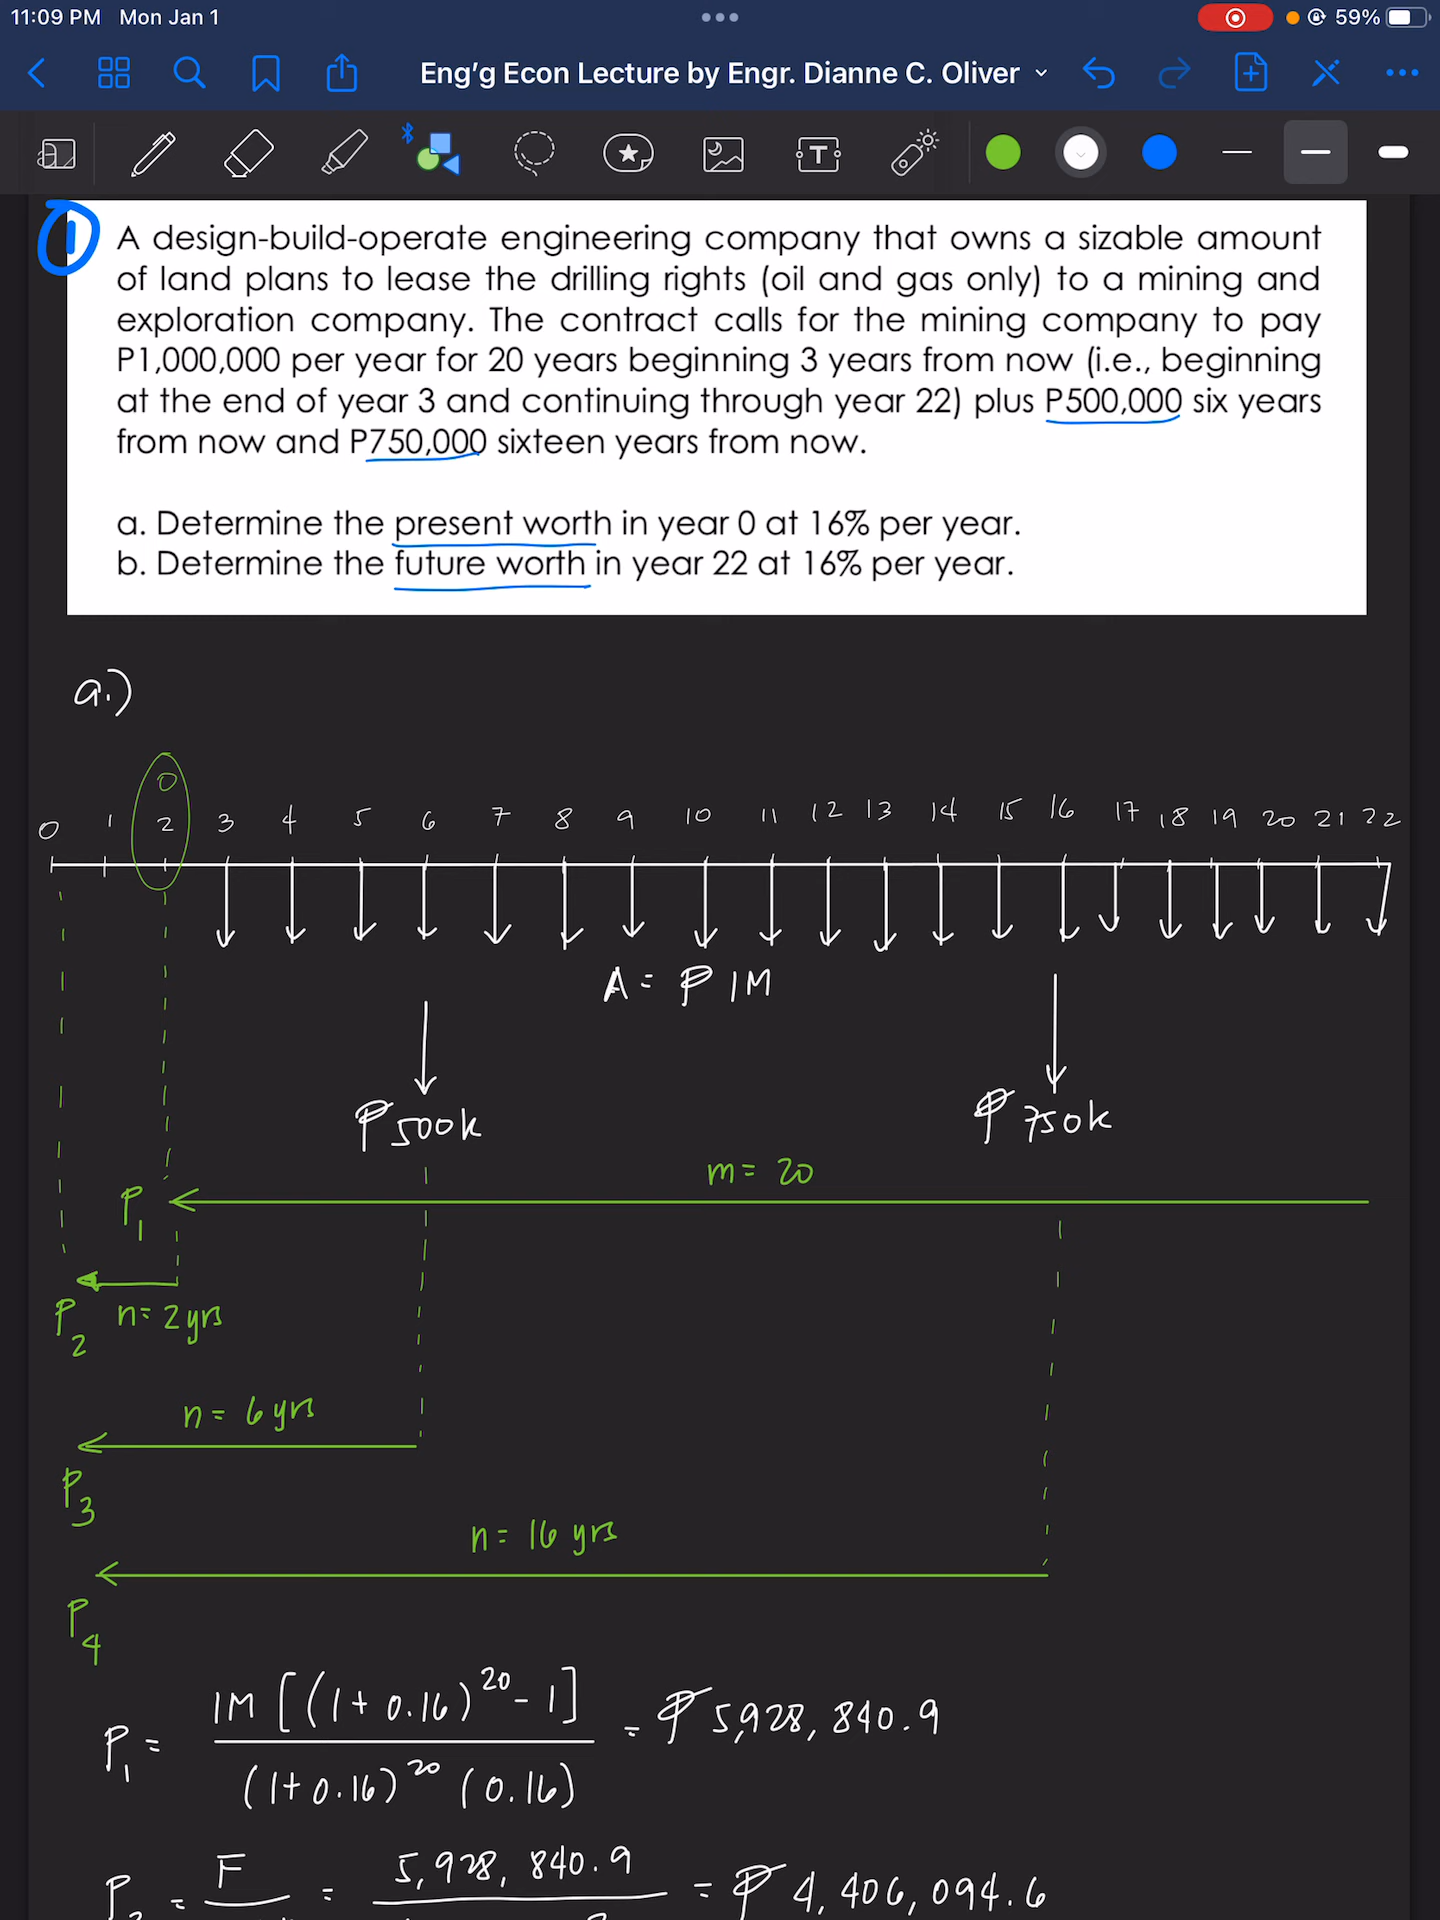 11:09 PM Mon Jan 1
59%
Eng'g Econ Lecture by Engr. Dianne C. Oliver
1
A design-build-operate engineering company that owns a sizable amount
of land plans to lease the drilling rights (oil and gas only) to a mining and
exploration company. The contract calls for the mining company to pay
P1,000,000 per year for 20 years beginning 3 years from now (i.e., beginning
at the end of year 3 and continuing through year 22) plus P500,000 six years
from now and P750,000 sixteen years from now.
a. Determine the present worth in year 0 at 16% per year.
b. Determine the future worth in year 22 at 16% per year.
a.)
0
0 1 2 3 4 5 6 7 8 9 10 11 12 13 14 15 16 17 18 19 20 21 22
A = ₱ 1M
₱ 500k
₱ 750k
m = 20
P1
P2 n = 2 yrs
n = 6 yrs
P3
n = 16 yrs
P4
P1 = 1M [(1 + 0.16)^20 - 1] / (1 + 0.16)^20 (0.16) = ₱ 5,928,840.9
F 5,928,840.9
= = = ₱ 4,406,094.6